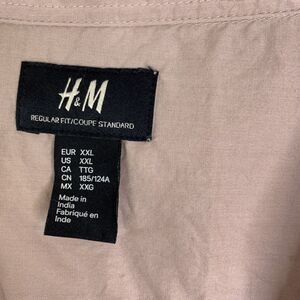 H&M
REGULAR FIT/COUPE STANDARD
EUR XXL
US XXL
CA TTG
CN 185/124A
MX XXG
Made in
India
Fabriqué en
Inde